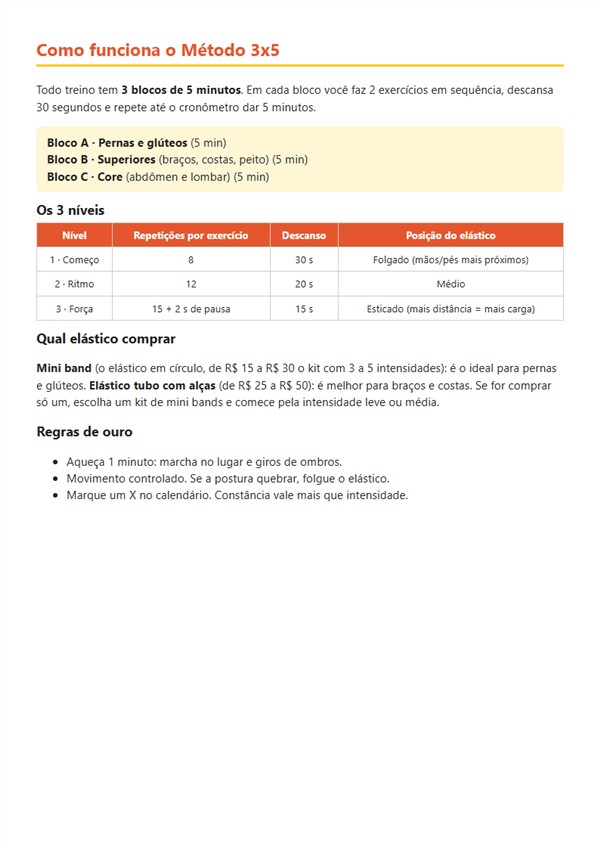 Como funciona o Método 3x5
Todo treino tem 3 blocos de 5 minutos. Em cada bloco você faz 2 exercícios em sequência, descansa
30 segundos e repete até o cronômetro dar 5 minutos.
Bloco A · Pernas e glúteos (5 min)
Bloco B · Superiores (braços, costas, peito) (5 min)
Bloco C · Core (abdômen e lombar) (5 min)
Os 3 níveis
Nível Repetições por exercício Descanso Posição do elástico
1 · Começo 8 30 s Folgado (mãos/pés mais próximos)
2 · Ritmo 12 20 s Médio
3 · Força 15 + 2 s de pausa 15 s Esticado (mais distância = mais carga)
Qual elástico comprar
Mini band (o elástico em círculo, de R$ 15 a R$ 30 o kit com 3 a 5 intensidades): é o ideal para pernas
e glúteos. Elástico tubo com alças (de R$ 25 a R$ 50): é melhor para braços e costas. Se for comprar
só um, escolha um kit de mini bands e comece pela intensidade leve ou média.
Regras de ouro
• Aqueça 1 minuto: marcha no lugar e giros de ombros.
• Movimento controlado. Se a postura quebrar, folgue o elástico.
• Marque um X no calendário. Constância vale mais que intensidade.